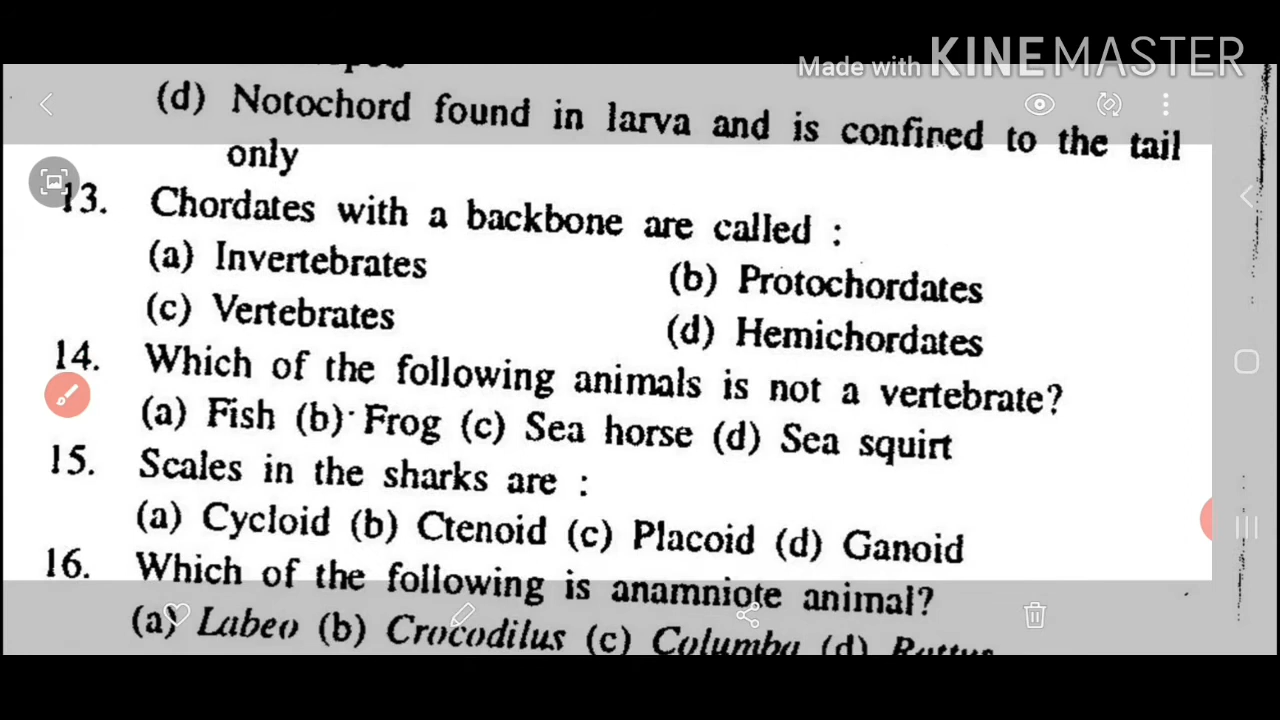 Made with KINEMASTER
(d) Notochord found in larva and is confined to the tail
only
13. Chordates with a backbone are called :
(a) Invertebrates (b) Protochordates
(c) Vertebrates (d) Hemichordates
14. Which of the following animals is not a vertebrate?
(a) Fish (b) Frog (c) Sea horse (d) Sea squirt
15. Scales in the sharks are :
(a) Cycloid (b) Ctenoid (c) Placoid (d) Ganoid
16. Which of the following is anamniote animal?
(a) Labeo (b) Crocodilus (c) Columba (d) Rattus